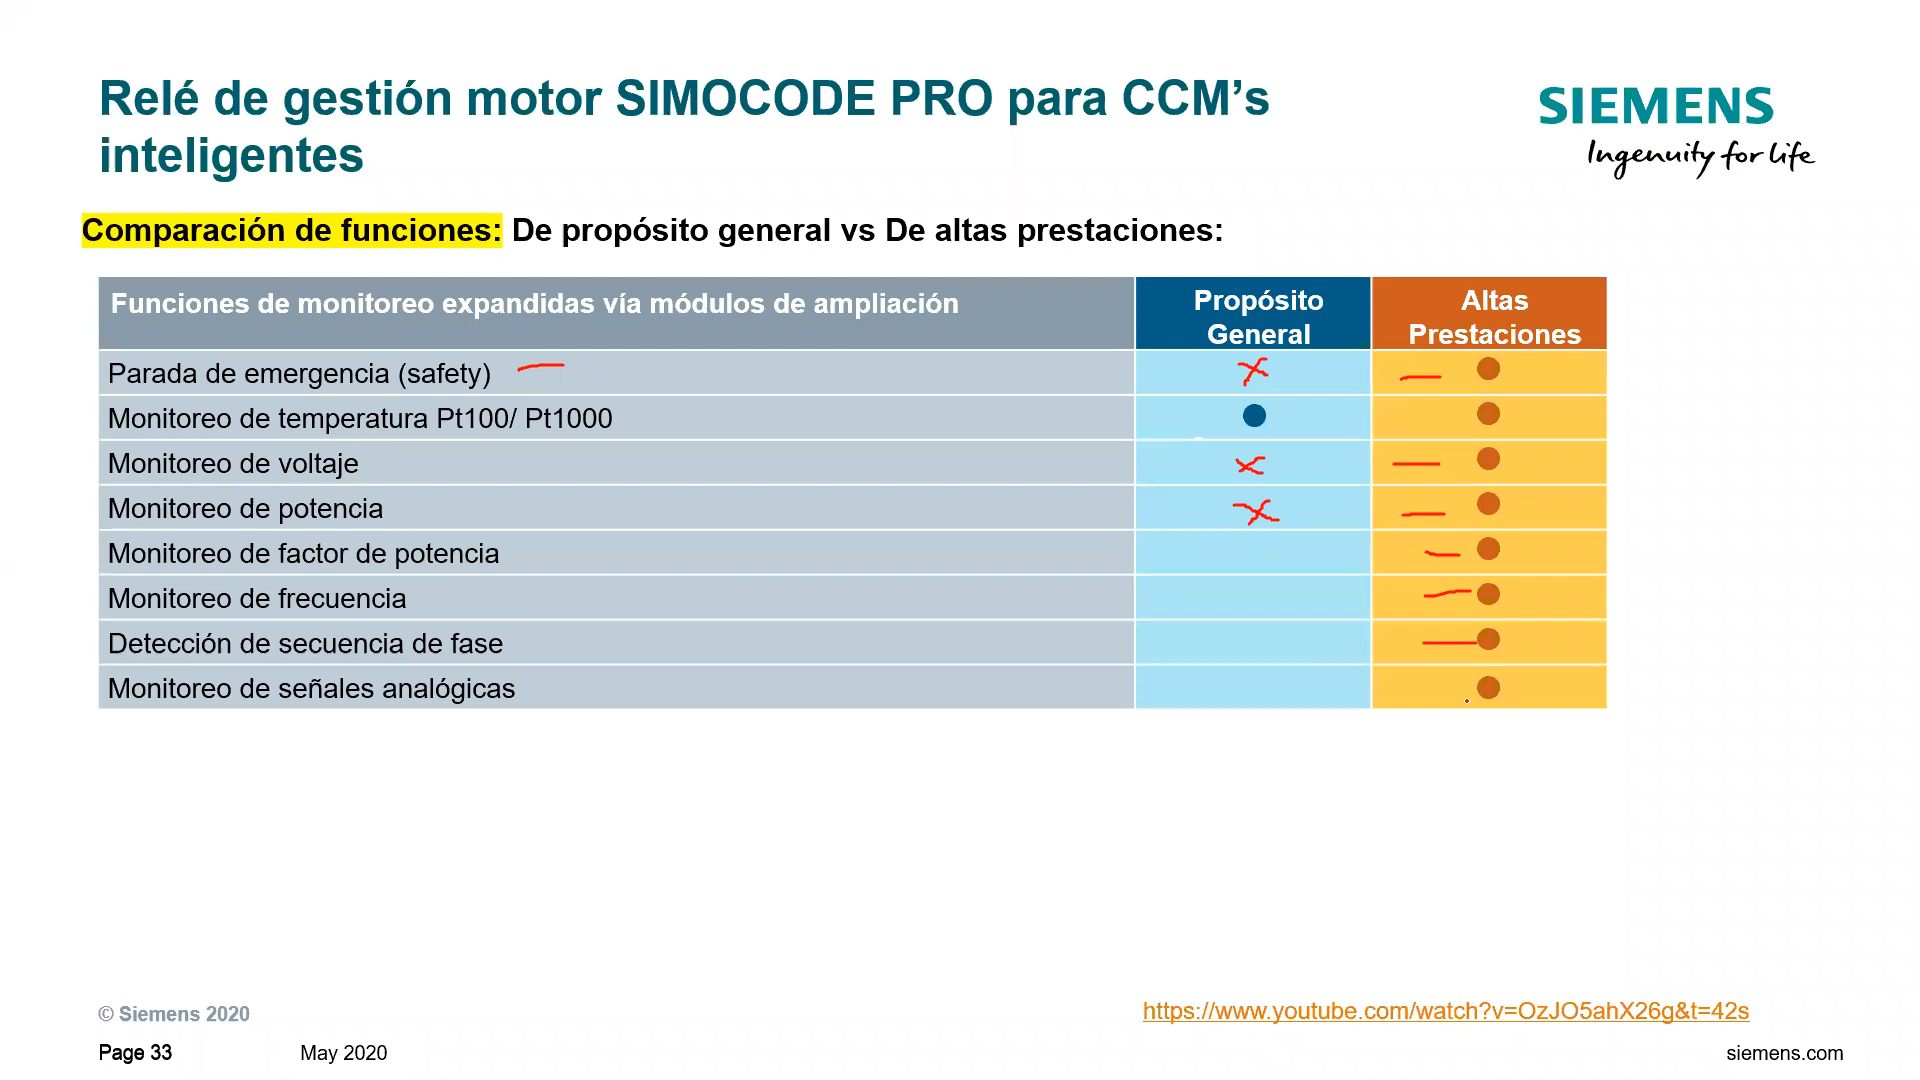 Relé de gestión motor SIMOCODE PRO para CCM’s
inteligentes
SIEMENS
Ingenuity for life
Comparación de funciones: De propósito general vs De altas prestaciones:
Funciones de monitoreo expandidas vía módulos de ampliación
Propósito
General
Altas
Prestaciones
Parada de emergencia (safety)
Monitoreo de temperatura Pt100/ Pt1000
Monitoreo de voltaje
Monitoreo de potencia
Monitoreo de factor de potencia
Monitoreo de frecuencia
Detección de secuencia de fase
Monitoreo de señales analógicas
© Siemens 2020
https://www.youtube.com/watch?v=OzJO5ahX26g&t=42s
Page 33
May 2020
siemens.com